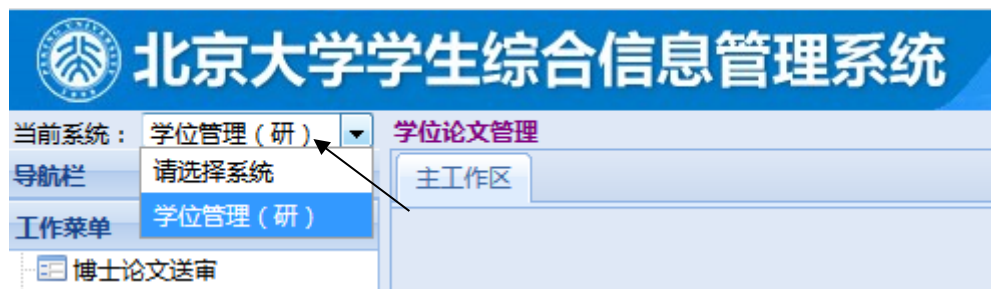 北京大学学生综合信息管理系统
当前系统： 学位管理（研） 学位论文管理
导航栏 请选择系统 主工作区
工作菜单 学位管理（研）
博士论文送审